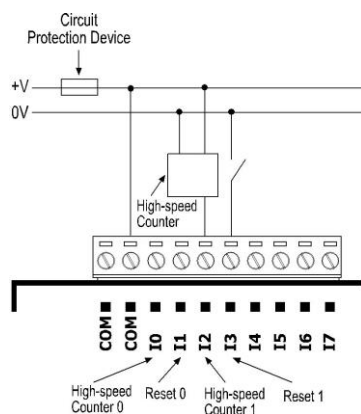 Circuit
Protection Device
+V
0V
High-speed
Counter
COM COM I0 I1 I2 I3 I4 I5 I6 I7
High-speed
Counter 0
Reset 0
High-speed
Counter 1
Reset 1